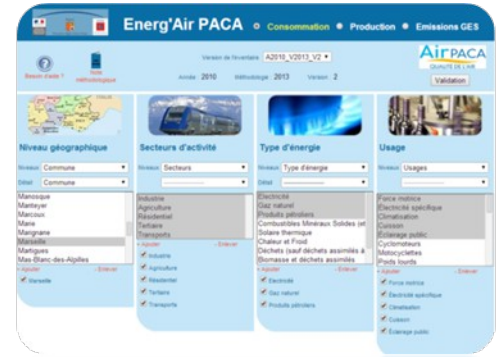 Energ'Air PACA
Consommation
Production
Emissions GES
Version de l'inventaire A2010_V2013_V2
AirPACA
QUALITÉ DE L'AIR
Besoin d'aide ?
Note méthodologique
Année 2010 Méthodologie 2013 Version 2
Validation
Niveau géographique
Niveaux Commune
Détail Commune
Manosque
Manteyer
Marcoux
Marie
Marignane
Marseille
Martigues
Mas-Blanc-des-Alpilles
+ Ajouter - Enlever
Marseille
Secteurs d'activité
Niveaux Secteurs
Industrie
Agriculture
Résidentiel
Tertiaire
Transports
+ Ajouter - Enlever
Industrie
Agriculture
Résidentiel
Tertiaire
Transports
Type d'énergie
Niveaux Type d'énergie
Détail
Electricité
Gaz naturel
Produits pétroliers
Combustibles Minéraux Solides (et
Solaire thermique
Chaleur et Froid
Déchets (sauf déchets assimilés à
Biomasse et déchets assimilés
+ Ajouter - Enlever
Electricité
Gaz naturel
Produits pétroliers
Usage
Niveaux Usages
Force motrice
Electricité spécifique
Climatisation
Cuisson
Eclairage public
Cyclomoteurs
Motocyclettes
Poids lourds
+ Ajouter - Enlever
Force motrice
Electricité spécifique
Climatisation
Cuisson
Eclairage public